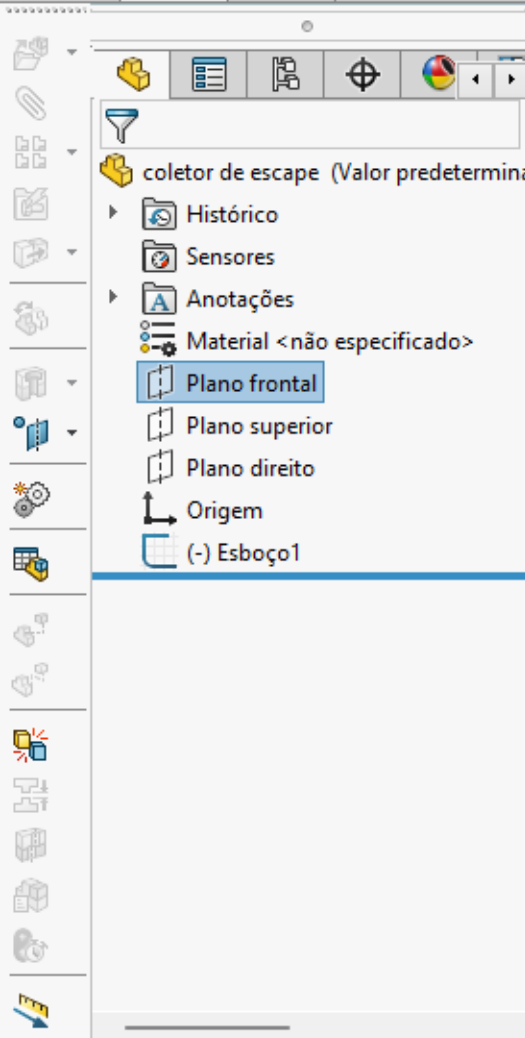 coletor de escape (Valor predetermina
Histórico
Sensores
A Anotações
Material <não especificado>
Plano frontal
Plano superior
Plano direito
Origem
(-) Esboço1